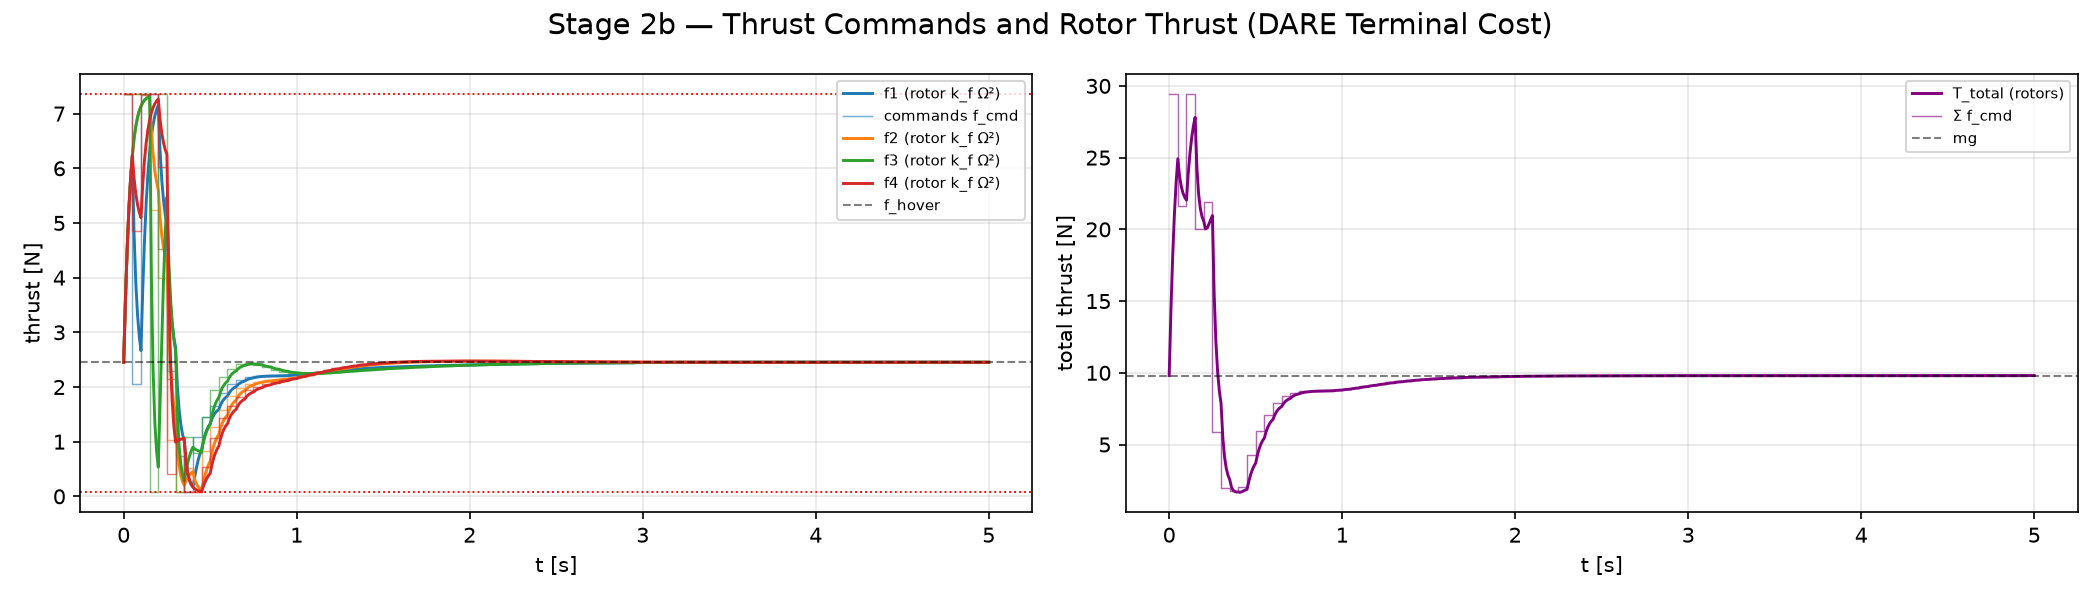 Stage 2b — Thrust Commands and Rotor Thrust (DARE Terminal Cost)
thrust [N]
7
6
5
4
3
2
1
0
f1 (rotor k_f Ω²)
commands f_cmd
f2 (rotor k_f Ω²)
f3 (rotor k_f Ω²)
f4 (rotor k_f Ω²)
f_hover
0 1 2 3 4 5
t [s]
total thrust [N]
30
25
20
15
10
5
T_total (rotors)
Σ f_cmd
mg
0 1 2 3 4 5
t [s]